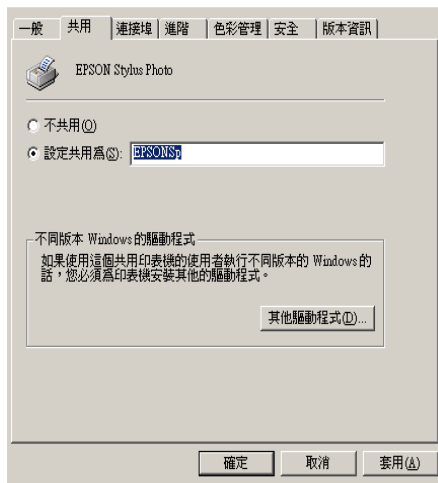 一般 共用 連接埠 進階 色彩管理 安全 版本資訊
EPSON Stylus Photo
不共用(O)
設定共用為(S): EPSONSp
不同版本 Windows 的驅動程式
如果使用這個共用印表機的使用者執行不同版本的 Windows 的
話，您必須為印表機安裝其他的驅動程式。
其他驅動程式(D)...
確定 取消 套用(A)